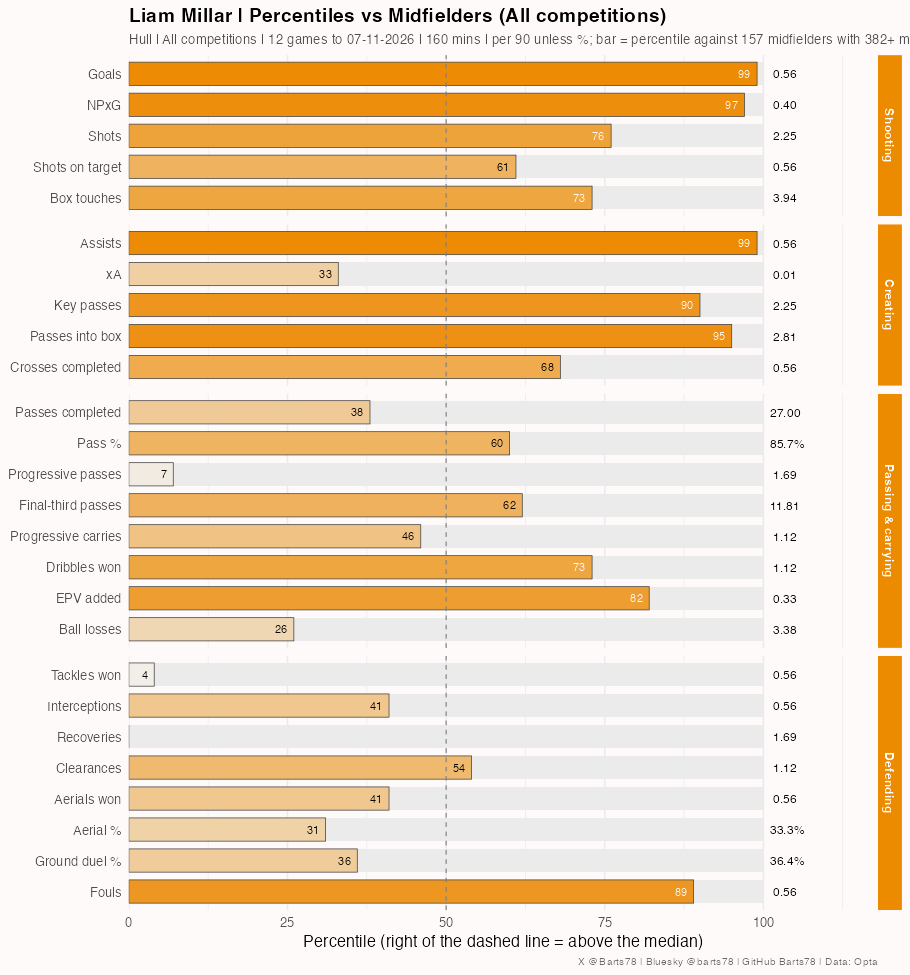 Liam Millar | Percentiles vs Midfielders (All competitions)
Hull | All competitions | 12 games to 07-11-2026 | 160 mins | per 90 unless %; bar = percentile against 157 midfielders with 382+ m
Goals 99 0.56
NPxG 97 0.40
Shots 76 2.25
Shots on target 61 0.56
Box touches 73 3.94
Shooting
Assists 99 0.56
xA 33 0.01
Key passes 90 2.25
Passes into box 95 2.81
Crosses completed 68 0.56
Creating
Passes completed 38 27.00
Pass % 60 85.7%
Progressive passes 7 1.69
Final-third passes 62 11.81
Progressive carries 46 1.12
Dribbles won 73 1.12
EPV added 82 0.33
Ball losses 26 3.38
Passing & carrying
Tackles won 4 0.56
Interceptions 41 0.56
Recoveries 1.69
Clearances 54 1.12
Aerials won 41 0.56
Aerial % 31 33.3%
Ground duel % 36 36.4%
Fouls 89 0.56
Defending
0 25 50 75 100
Percentile (right of the dashed line = above the median)
X @Barts78 | Bluesky @barts78 | GitHub Barts78 | Data: Opta